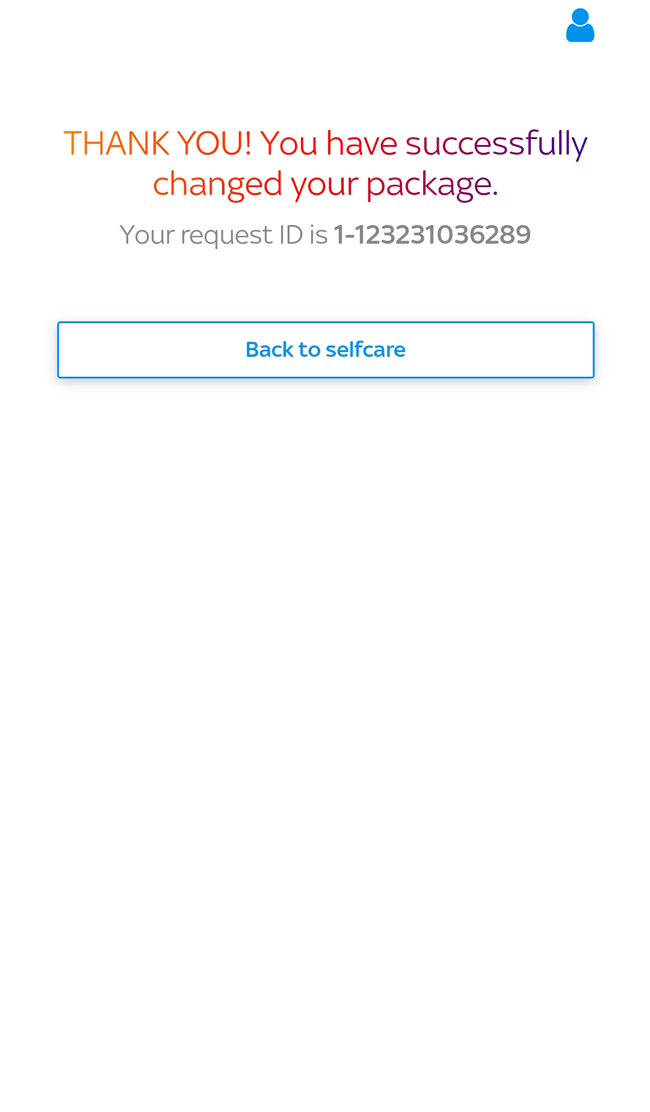 THANK YOU! You have successfully
changed your package.
Your request ID is 1-123231036289
Back to selfcare